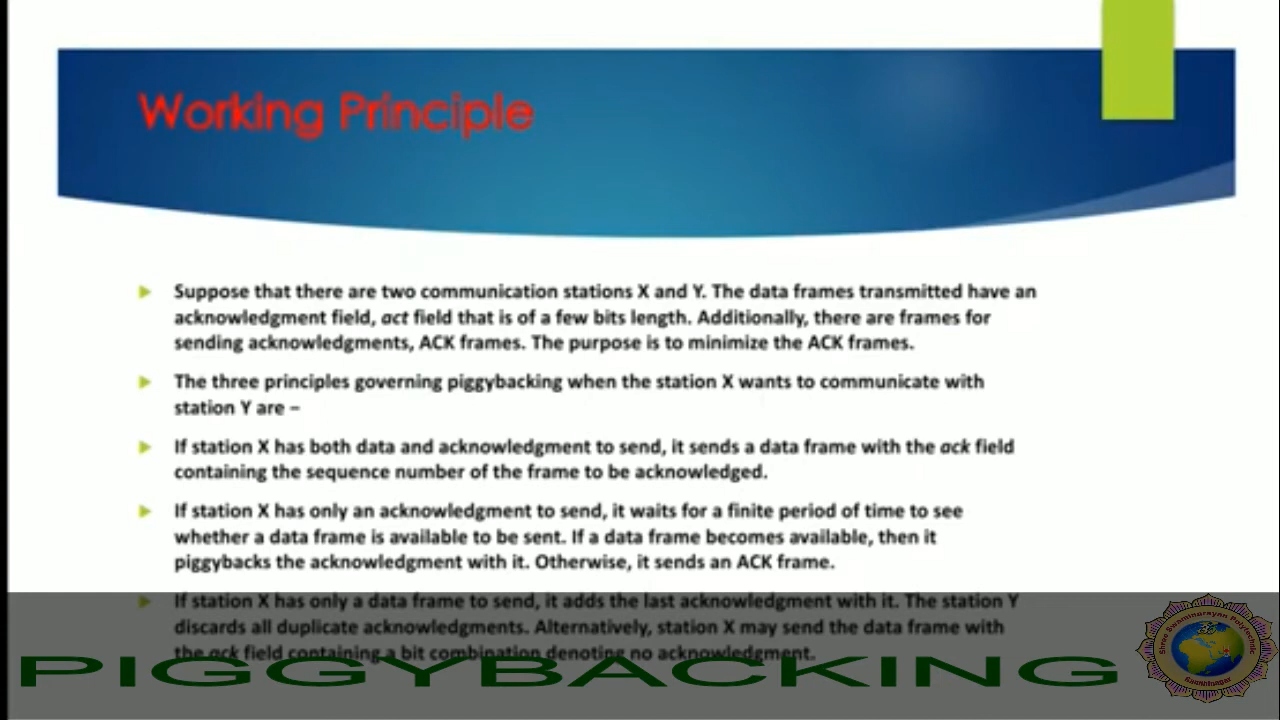 Working Principle
Suppose that there are two communication stations X and Y. The data frames transmitted have an
acknowledgment field, act field that is of a few bits length. Additionally, there are frames for
sending acknowledgments, ACK frames. The purpose is to minimize the ACK frames.
The three principles governing piggybacking when the station X wants to communicate with
station Y are –
If station X has both data and acknowledgment to send, it sends a data frame with the ack field
containing the sequence number of the frame to be acknowledged.
If station X has only an acknowledgment to send, it waits for a finite period of time to see
whether a data frame is available to be sent. If a data frame becomes available, then it
piggybacks the acknowledgment with it. Otherwise, it sends an ACK frame.
If station X has only a data frame to send, it adds the last acknowledgment with it. The station Y
discards all duplicate acknowledgments. Alternatively, station X may send the data frame with
the ack field containing a bit combination denoting no acknowledgment.
PIGGYBACKING
Shree Swaminarayan Polytechnic
Gandhinagar